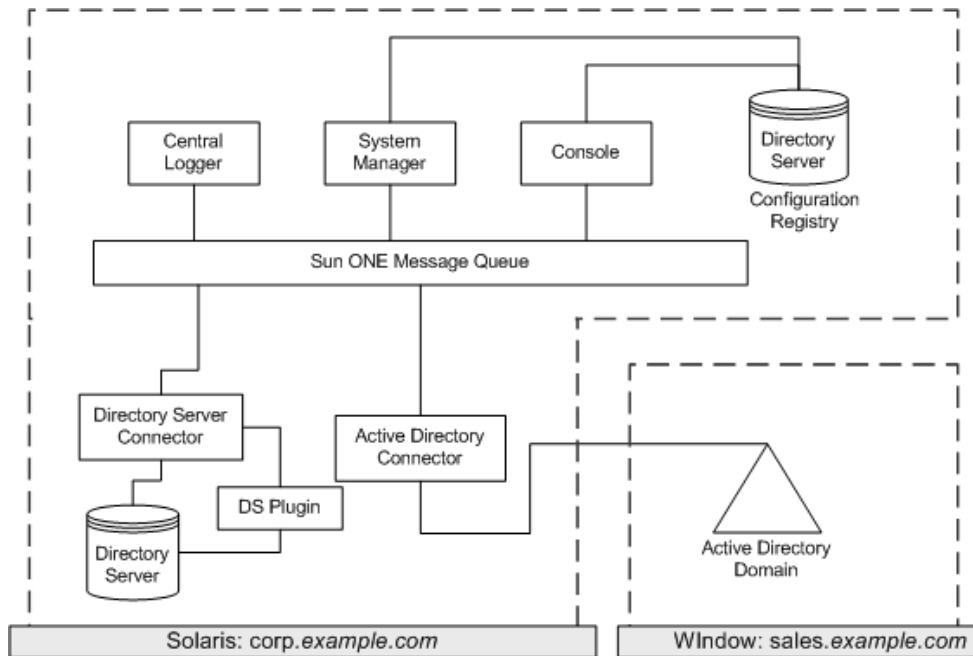 Central
Logger
System
Manager
Console
Directory
Server
Configuration
Registry
Sun ONE Message Queue
Directory Server
Connector
Active Directory
Connector
DS Plugin
Directory
Server
Active Directory
Domain
Solaris: corp.example.com
WIndow: sales.example.com